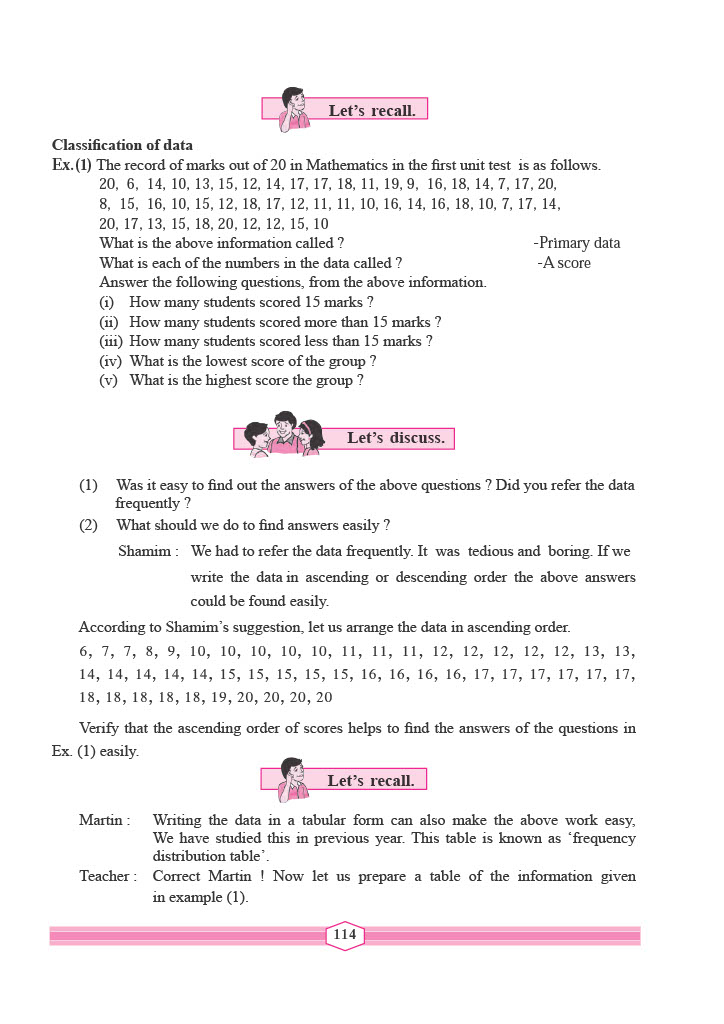 Let's recall.
Classification of data
Ex.(1) The record of marks out of 20 in Mathematics in the first unit test is as follows.
20, 6, 14, 10, 13, 15, 12, 14, 17, 17, 18, 11, 19, 9, 16, 18, 14, 7, 17, 20,
8, 15, 16, 10, 15, 12, 18, 17, 12, 11, 11, 10, 16, 14, 16, 18, 10, 7, 17, 14,
20, 17, 13, 15, 18, 20, 12, 12, 15, 10
What is the above information called ? -Primary data
What is each of the numbers in the data called ? -A score
Answer the following questions, from the above information.
(i) How many students scored 15 marks ?
(ii) How many students scored more than 15 marks ?
(iii) How many students scored less than 15 marks ?
(iv) What is the lowest score of the group ?
(v) What is the highest score the group ?
Let's discuss.
(1) Was it easy to find out the answers of the above questions ? Did you refer the data
frequently ?
(2) What should we do to find answers easily ?
Shamim : We had to refer the data frequently. It was tedious and boring. If we
write the data in ascending or descending order the above answers
could be found easily.
According to Shamim's suggestion, let us arrange the data in ascending order.
6, 7, 7, 8, 9, 10, 10, 10, 10, 10, 11, 11, 11, 12, 12, 12, 12, 12, 13, 13,
14, 14, 14, 14, 14, 15, 15, 15, 15, 15, 16, 16, 16, 16, 17, 17, 17, 17, 17, 17,
18, 18, 18, 18, 18, 19, 20, 20, 20, 20
Verify that the ascending order of scores helps to find the answers of the questions in
Ex. (1) easily.
Let's recall.
Martin : Writing the data in a tabular form can also make the above work easy,
We have studied this in previous year. This table is known as 'frequency
distribution table'.
Teacher : Correct Martin ! Now let us prepare a table of the information given
in example (1).
114